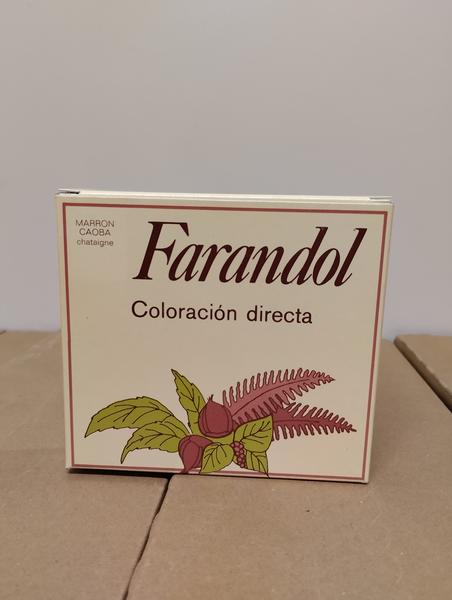 MARRON
CAOBA
chataigne
Farandol
Coloración directa